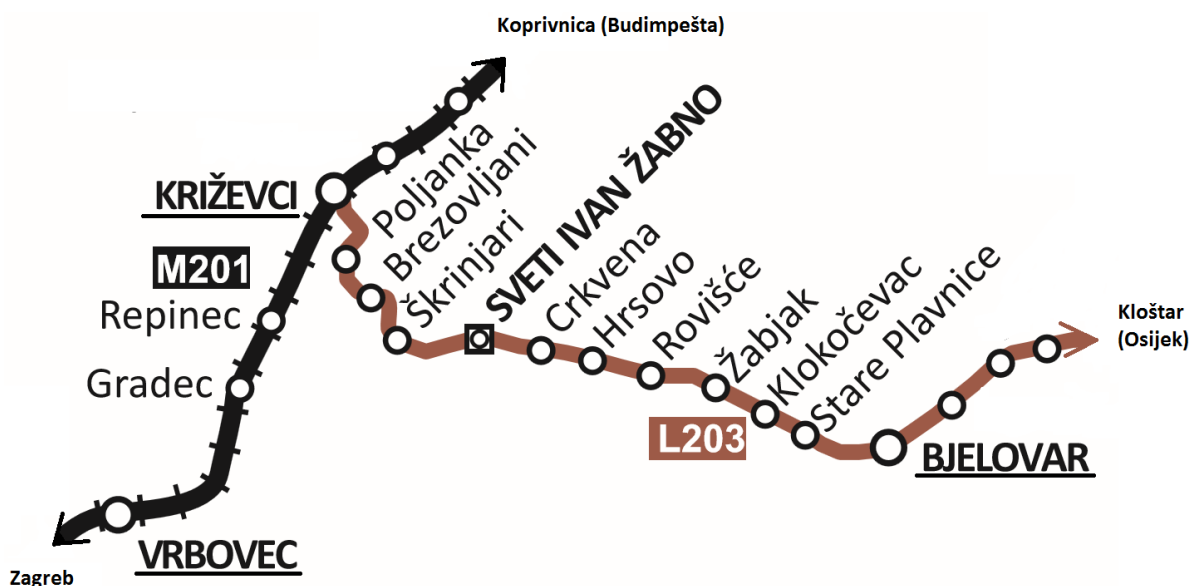 Koprivnica (Budimpešta)
KRIŽEVCI
Poljanka
Brezovljani
Škrinjari
SVETI IVAN ŽABNO
Crkvena
Hrsovo
Rovišće
Žabjak
Klokočevac
Stare Plavnice
M201
Repinec
Gradec
Kloštar
(Osijek)
L203
BJELOVAR
VRBOVEC
Zagreb